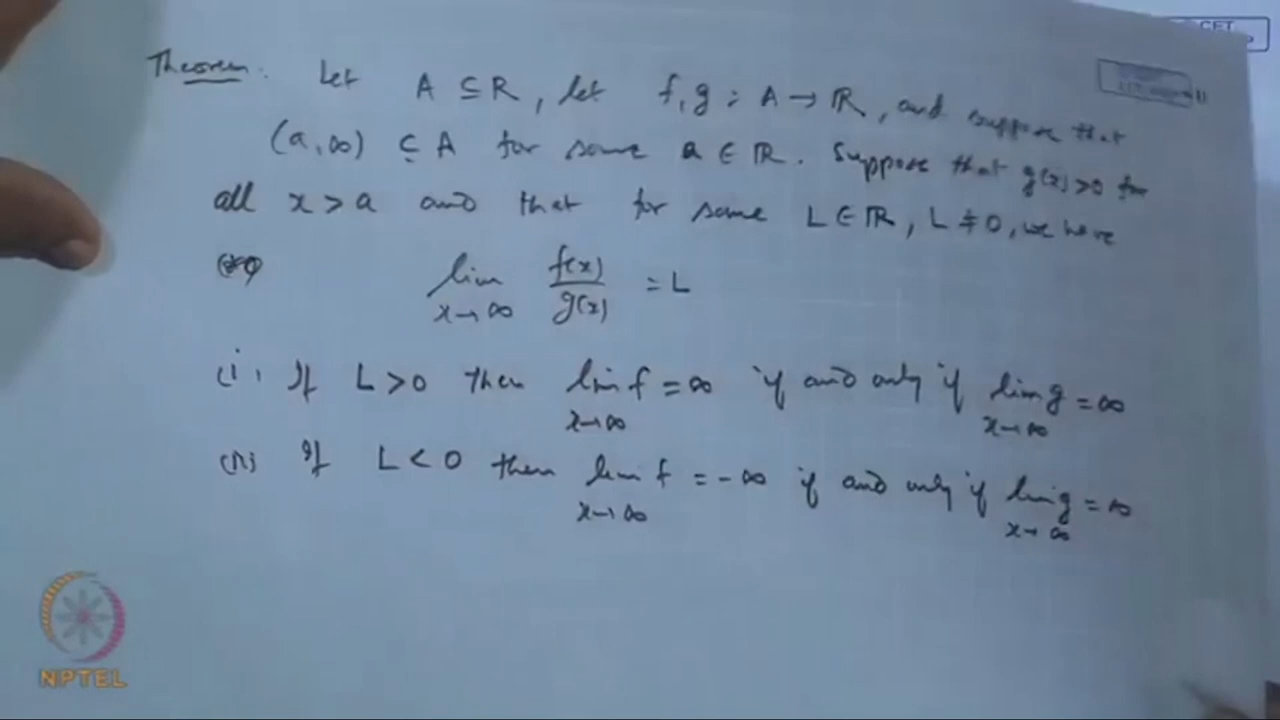 Theorem. Let A ⊆ R, let f, g : A → ℝ, and suppose that
(a, ∞) ⊆ A for some a ∈ ℝ. Suppose that g(x) > 0 for
all x > a and that for some L ∈ ℝ, L ≠ 0, we have
lim x→∞ f(x)/g(x) = L
(i) If L > 0 then lim x→∞ f = ∞ if and only if lim x→∞ g = ∞
(ii) If L < 0 then lim x→∞ f = -∞ if and only if lim x→∞ g = ∞
CET
NPTEL